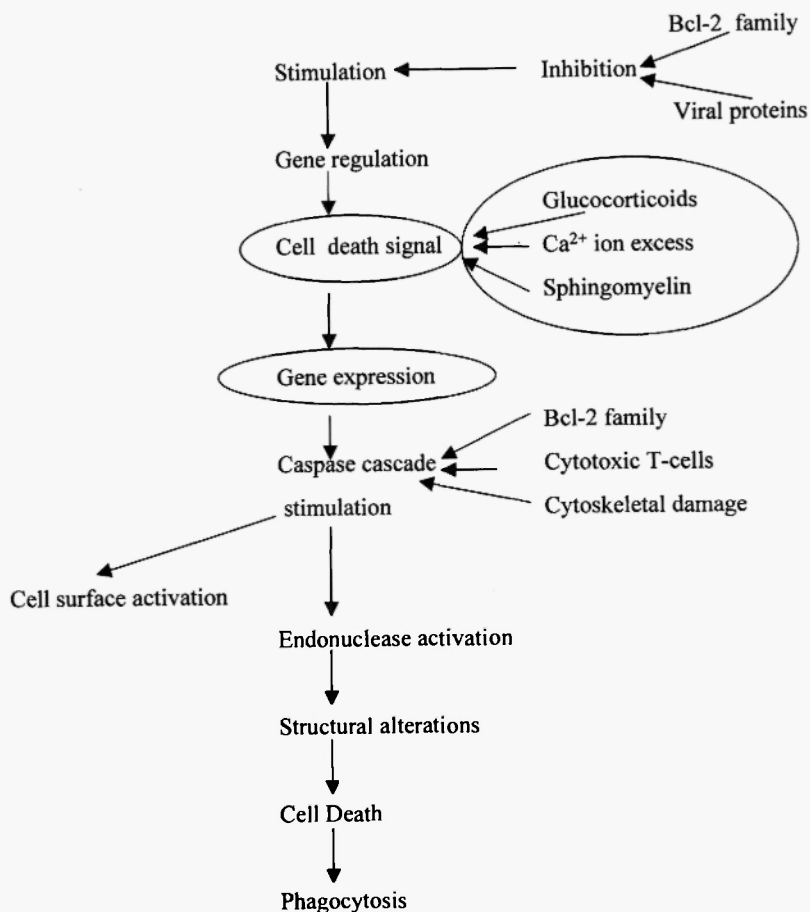 Bcl-2 family
Stimulation
Inhibition
Viral proteins
Gene regulation
Glucocorticoids
Cell death signal
Ca²⁺ ion excess
Sphingomyelin
Gene expression
Bcl-2 family
Caspase cascade
Cytotoxic T-cells
stimulation
Cytoskeletal damage
Cell surface activation
Endonuclease activation
Structural alterations
Cell Death
Phagocytosis